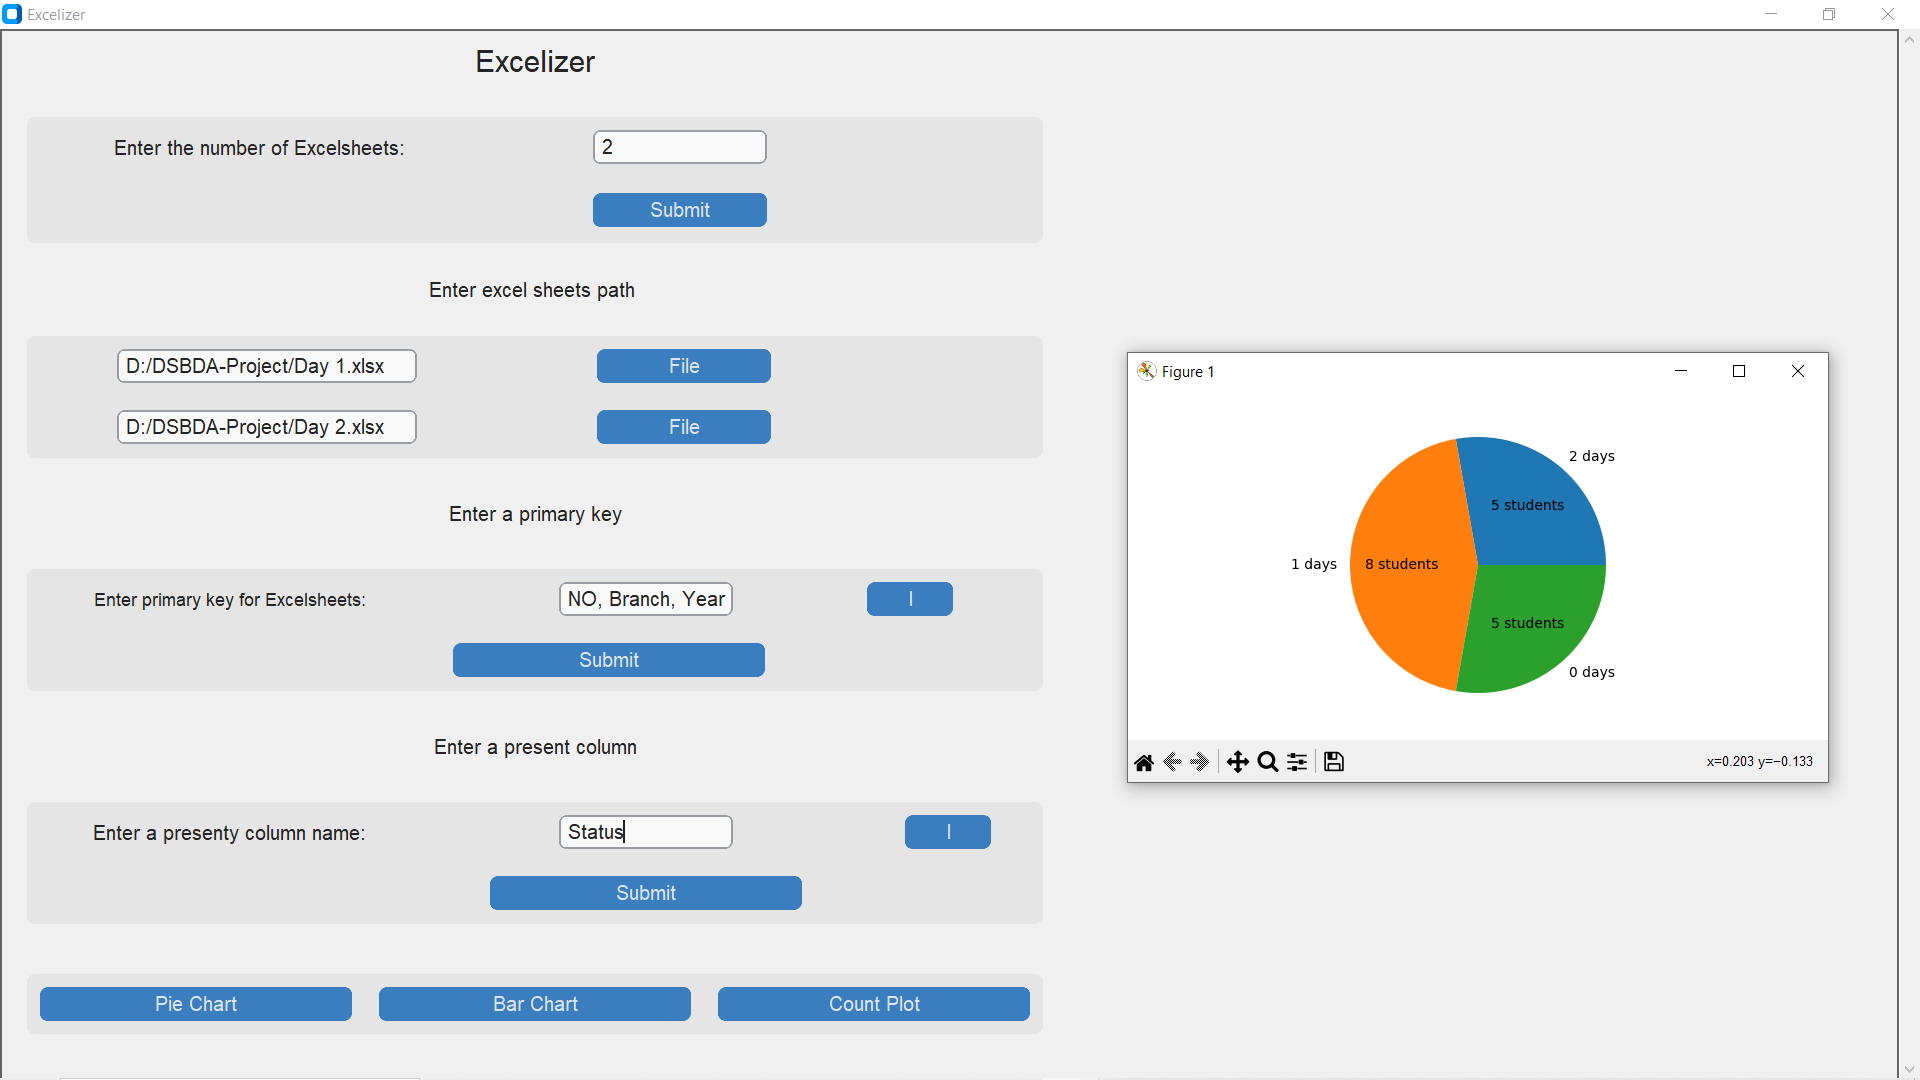 Excelizer
Excelizer
Enter the number of Excelsheets:
2
Submit
Enter excel sheets path
D:/DSBDA-Project/Day 1.xlsx
File
D:/DSBDA-Project/Day 2.xlsx
File
Enter a primary key
Enter primary key for Excelsheets:
NO, Branch, Year
I
Submit
Enter a present column
Enter a presenty column name:
Status
I
Submit
Pie Chart
Bar Chart
Count Plot
Figure 1
2 days
5 students
1 days
8 students
5 students
0 days
x=0.203 y=−0.133